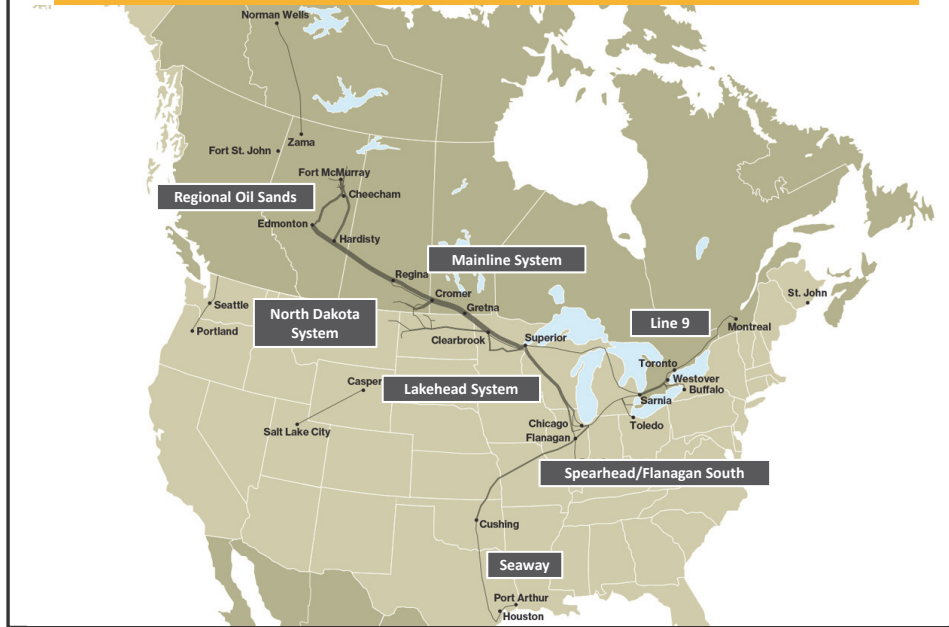 Norman Wells
Zama
Fort St. John
Fort McMurray
Regional Oil Sands
Cheecham
Edmonton
Hardisty
Mainline System
Regina
Cromer
St. John
Seattle
North Dakota
System
Gretna
Line 9
Portland
Montreal
Clearbrook
Superior
Toronto
Westover
Casper
Lakehead System
Buffalo
Sarnia
Salt Lake City
Chicago
Toledo
Flanagan
Spearhead/Flanagan South
Cushing
Seaway
Port Arthur
Houston